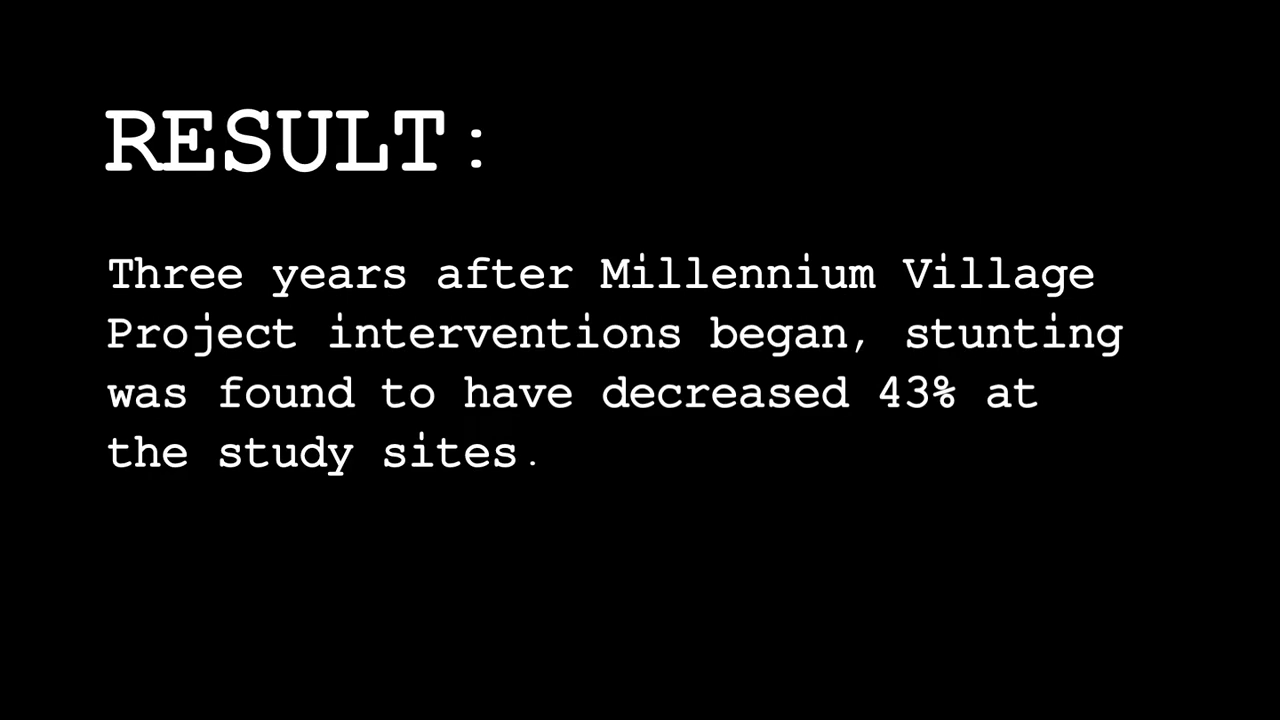 RESULT:
Three years after Millennium Village
Project interventions began, stunting
was found to have decreased 43% at
the study sites.